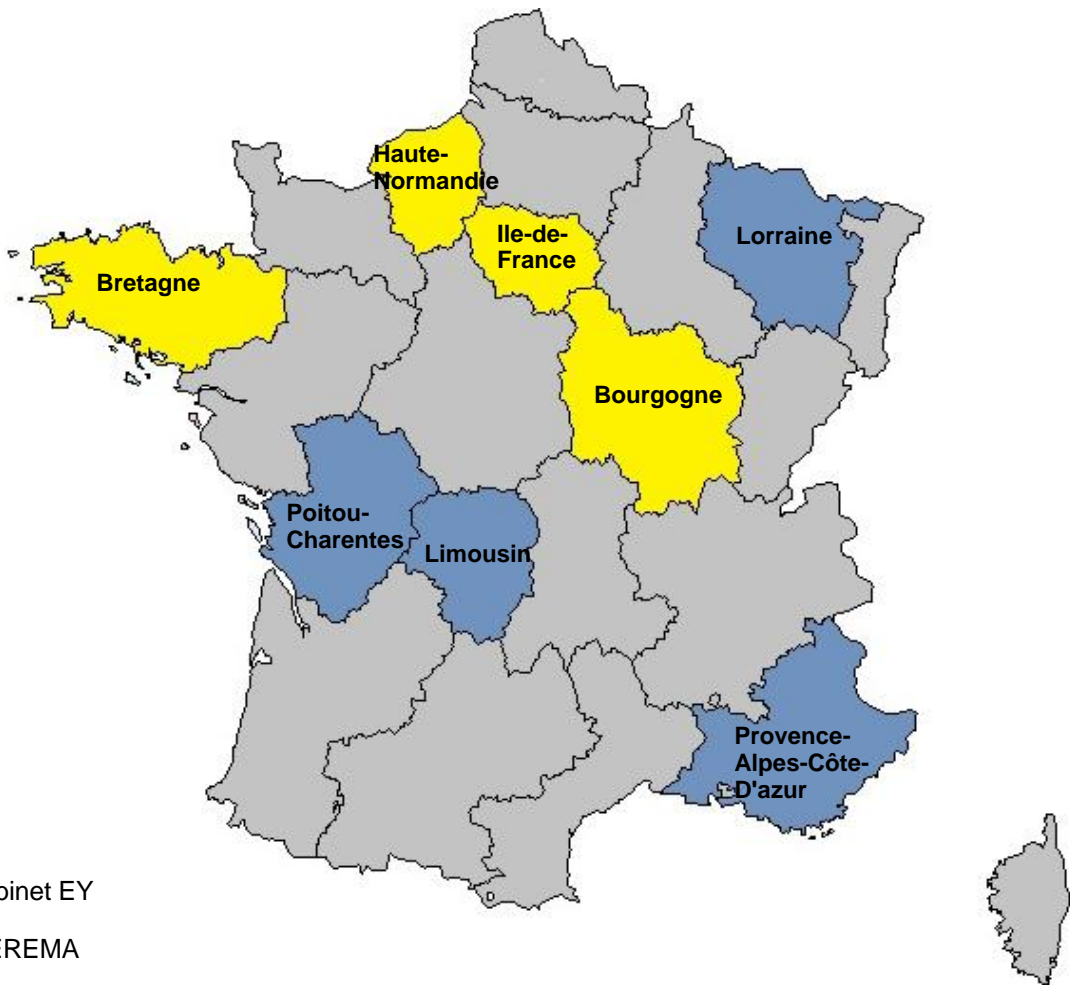 Haute-
Normandie
Ile-de-
France
Lorraine
Bretagne
Bourgogne
Poitou-
Charentes
Limousin
Provence-
Alpes-Côte-
D'azur
binet EY
EREMA